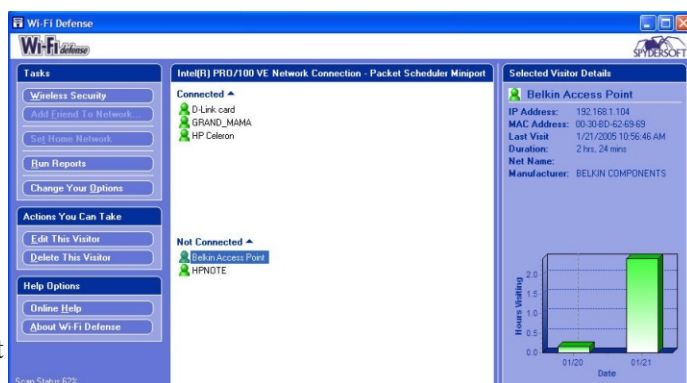 Wi-Fi Defense
Wi-Fi defense
SPYDERSOFT
Tasks
Wireless Security
Add Friend To Network...
Set Home Network
Run Reports
Change Your Options
Actions You Can Take
Edit This Visitor
Delete This Visitor
Help Options
Online Help
About Wi-Fi Defense
Scan Status 62%
Intel(R) PRO/100 VE Network Connection - Packet Scheduler Miniport
Connected
D-Link card
GRAND_MAMA
HP Celeron
Not Connected
Belkin Access Point
HPNOTE
Selected Visitor Details
Belkin Access Point
IP Address: 192.168.1.104
MAC Address: 00-30-BD-62-69-69
Last Visit 1/21/2005 10:56:46 AM
Duration: 2 hrs, 24 mins
Net Name:
Manufacturer: BELKIN COMPONENTS
Hours Visiting
2.0
1.5
1.0
0.5
0.0
01/20 01/21
Date
t